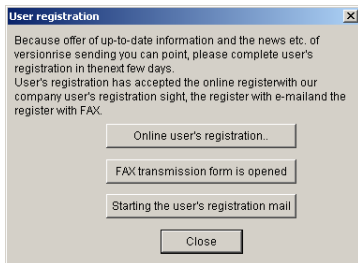 User registration
Because offer of up-to-date information and the news etc. of
versionrise sending you can point, please complete user's
registration in thenext few days.
User's registration has accepted the online registerwith our
company user's registration sight, the register with e-mailand the
register with FAX.
Online user's registration..
FAX transmission form is opened
Starting the user's registration mail
Close